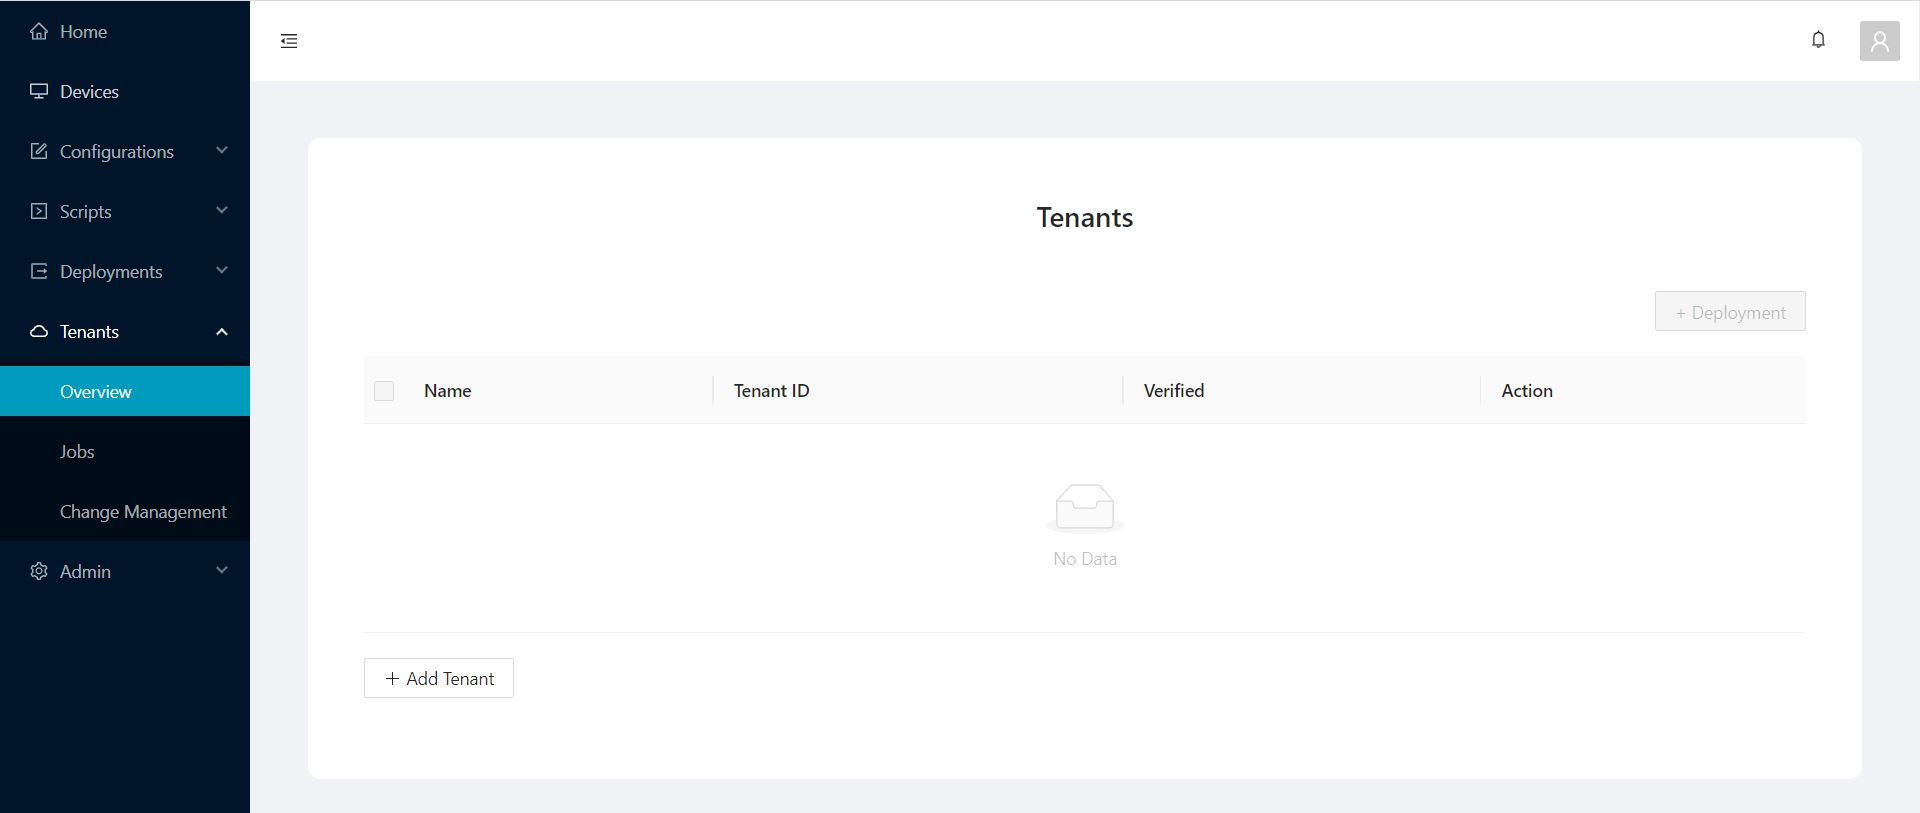 Home
Devices
Configurations
Scripts
Deployments
Tenants
Overview
Jobs
Change Management
Admin
Tenants
+ Deployment
Name Tenant ID Verified Action
No Data
+ Add Tenant